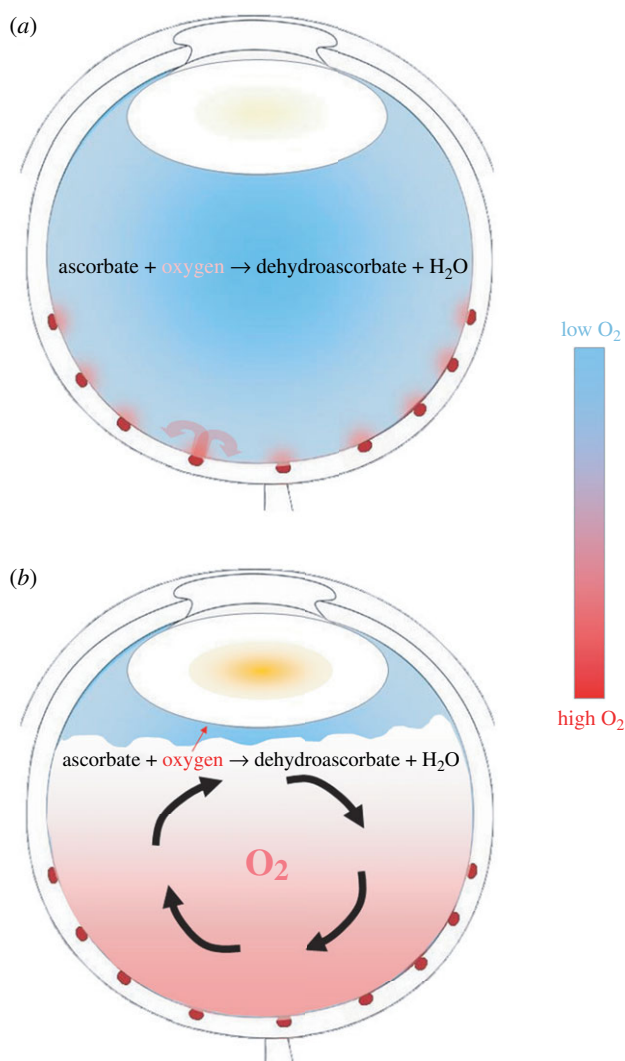 (a)
ascorbate + oxygen → dehydroascorbate + H₂O
low O₂
high O₂
(b)
ascorbate + oxygen → dehydroascorbate + H₂O
O₂